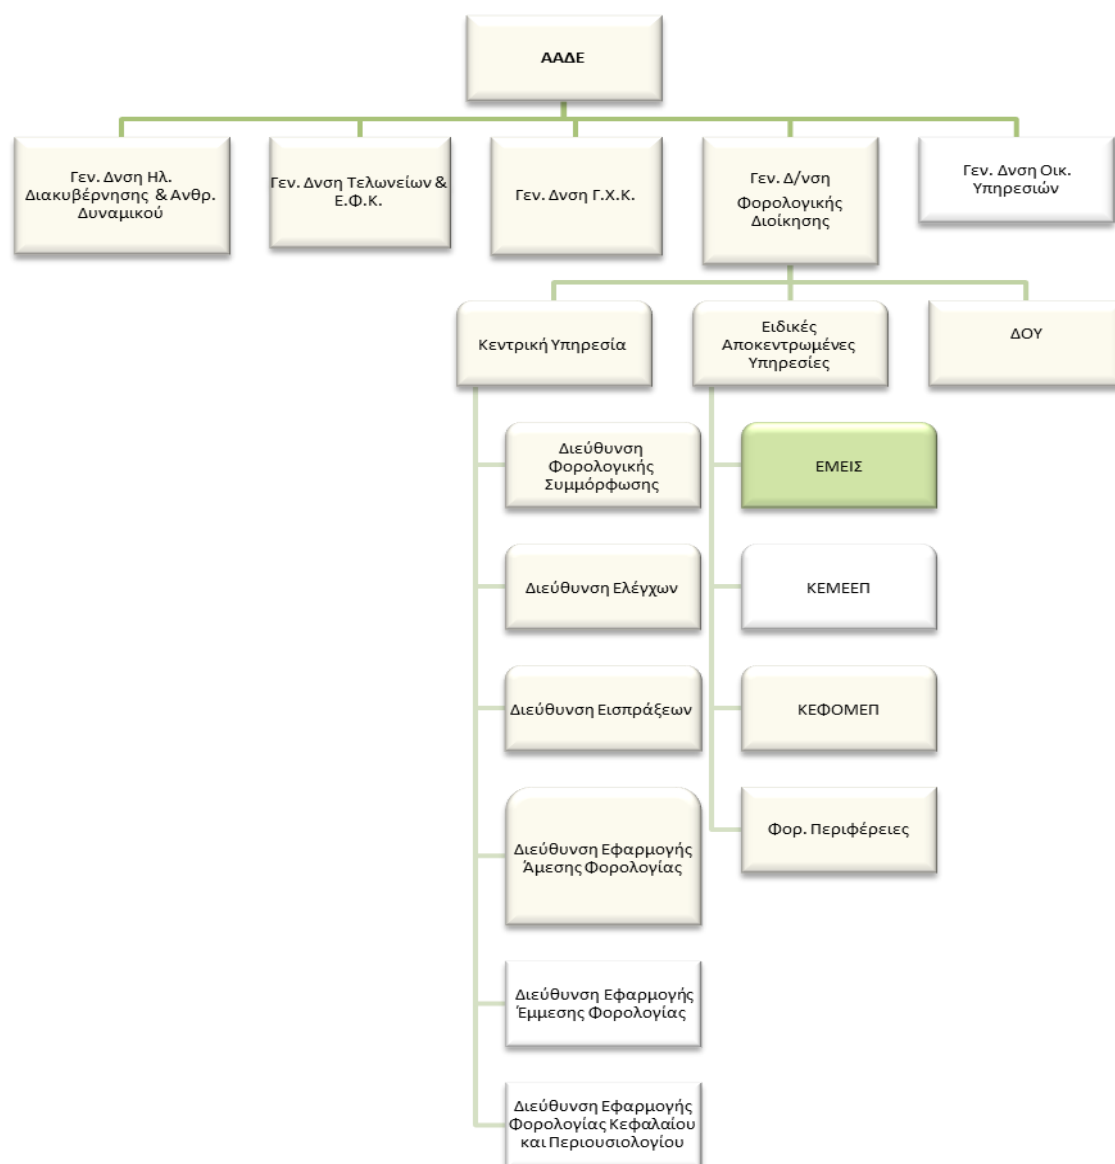 ΑΑΔΕ
Γεν. Δνση Ηλ.
Διακυβέρνησης & Ανθρ.
Δυναμικού
Γεν. Δνση Τελωνείων &
Ε.Φ.Κ.
Γεν. Δνση Γ.Χ.Κ.
Γεν. Δ/νση
Φορολογικής
Διοίκησης
Γεν. Δνση Οικ.
Υπηρεσιών
Κεντρική Υπηρεσία
Ειδικές
Αποκεντρωμένες
Υπηρεσίες
ΔΟΥ
Διεύθυνση
Φορολογικής
Συμμόρφωσης
Διεύθυνση Ελέγχων
Διεύθυνση Εισπράξεων
Διεύθυνση Εφαρμογής
Άμεσης Φορολογίας
Διεύθυνση Εφαρμογής
Έμμεσης Φορολογίας
Διεύθυνση Εφαρμογής
Φορολογίας Κεφαλαίου
και Περιουσιολογίου
ΕΜΕΙΣ
ΚΕΜΕΕΠ
ΚΕΦΟΜΕΠ
Φορ. Περιφέρειες